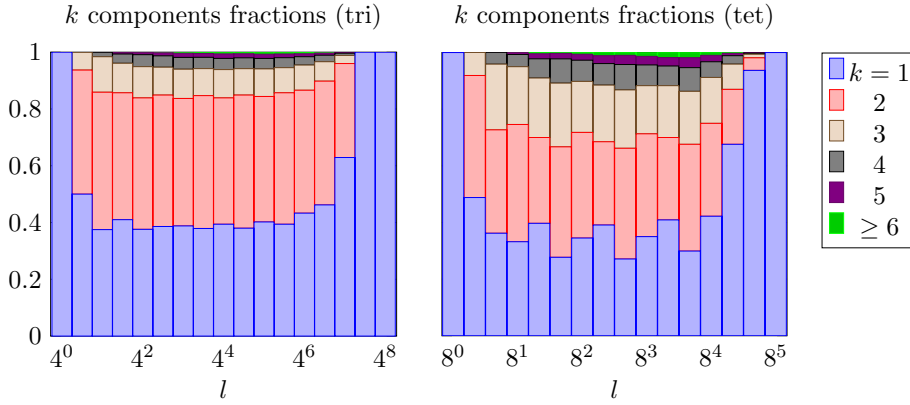 k components fractions (tri)
k components fractions (tet)
1
0.8
0.6
0.4
0.2
0
4^0 4^2 4^4 4^6 4^8
l
8^0 8^1 8^2 8^3 8^4 8^5
l
k = 1
2
3
4
5
≥ 6